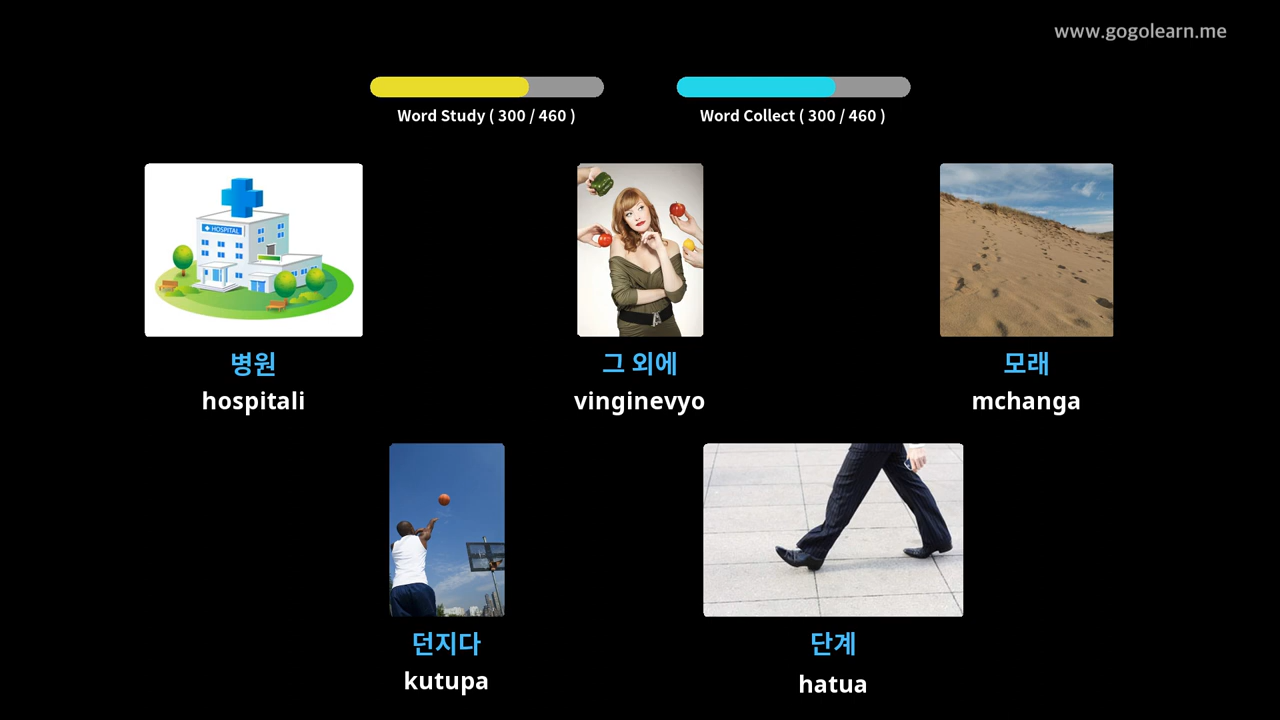 www.gogolearn.me
Word Study ( 300 / 460 )
Word Collect ( 300 / 460 )
HOSPITAL
병원
그 외에
모래
hospitali
vinginevyo
mchanga
던지다
단계
kutupa
hatua